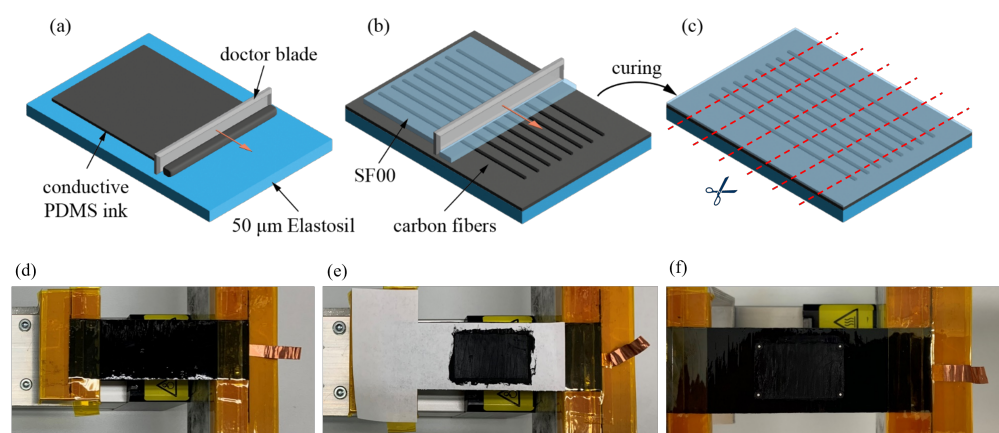 (a)
doctor blade
conductive
PDMS ink
50 μm Elastosil
(b)
curing
SF00
carbon fibers
(c)
(d)
(e)
(f)